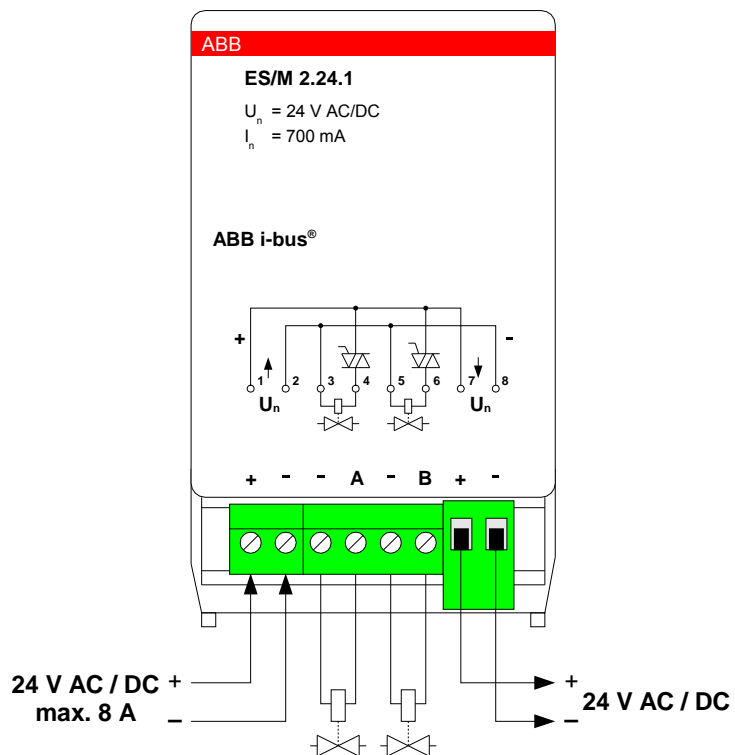 ABB
ES/M 2.24.1
Un = 24 V AC/DC
In = 700 mA
ABB i-bus®
+ -
1 2 3 4 5 6 7 8
Un Un
+ - - A - B + -
24 V AC / DC +
max. 8 A –
+ 24 V AC / DC
–